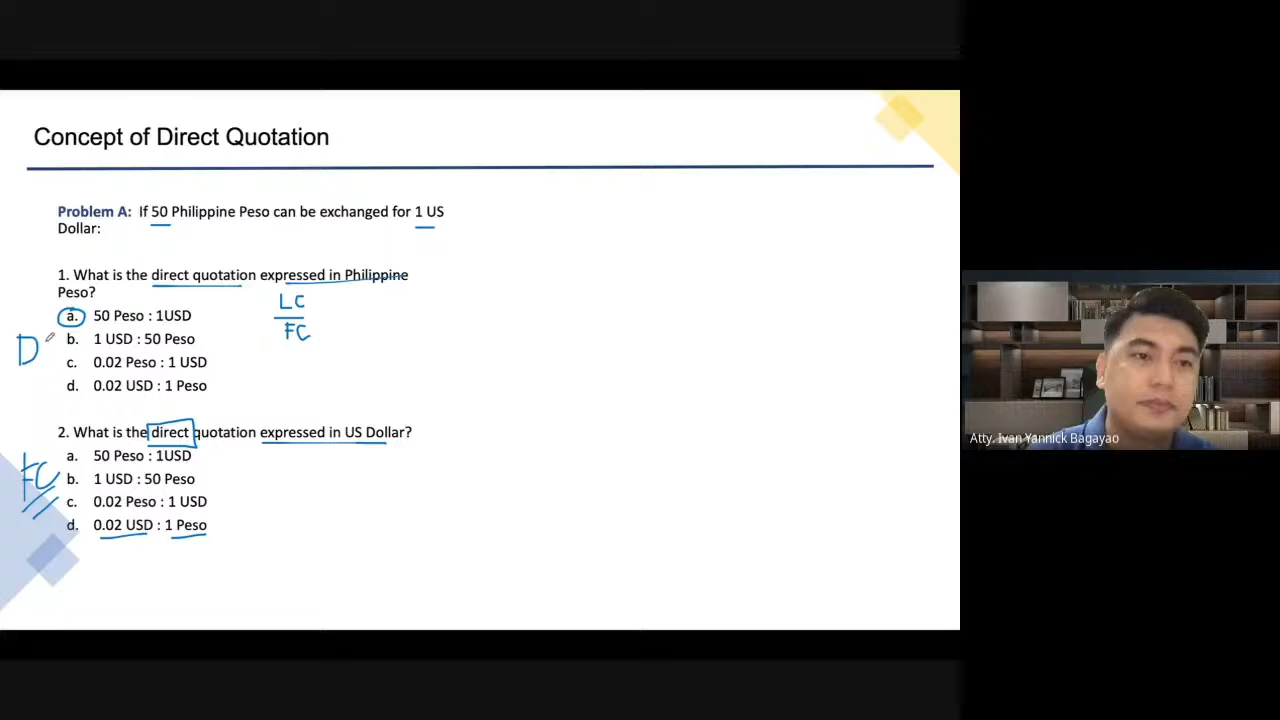 Concept of Direct Quotation
Problem A: If 50 Philippine Peso can be exchanged for 1 US
Dollar:
1. What is the direct quotation expressed in Philippine
Peso?
a. 50 Peso : 1USD
b. 1 USD : 50 Peso
c. 0.02 Peso : 1 USD
d. 0.02 USD : 1 Peso
LC
FC
D
2. What is the direct quotation expressed in US Dollar?
a. 50 Peso : 1USD
b. 1 USD : 50 Peso
c. 0.02 Peso : 1 USD
d. 0.02 USD : 1 Peso
FC
Atty. Ivan Yannick Bagayao